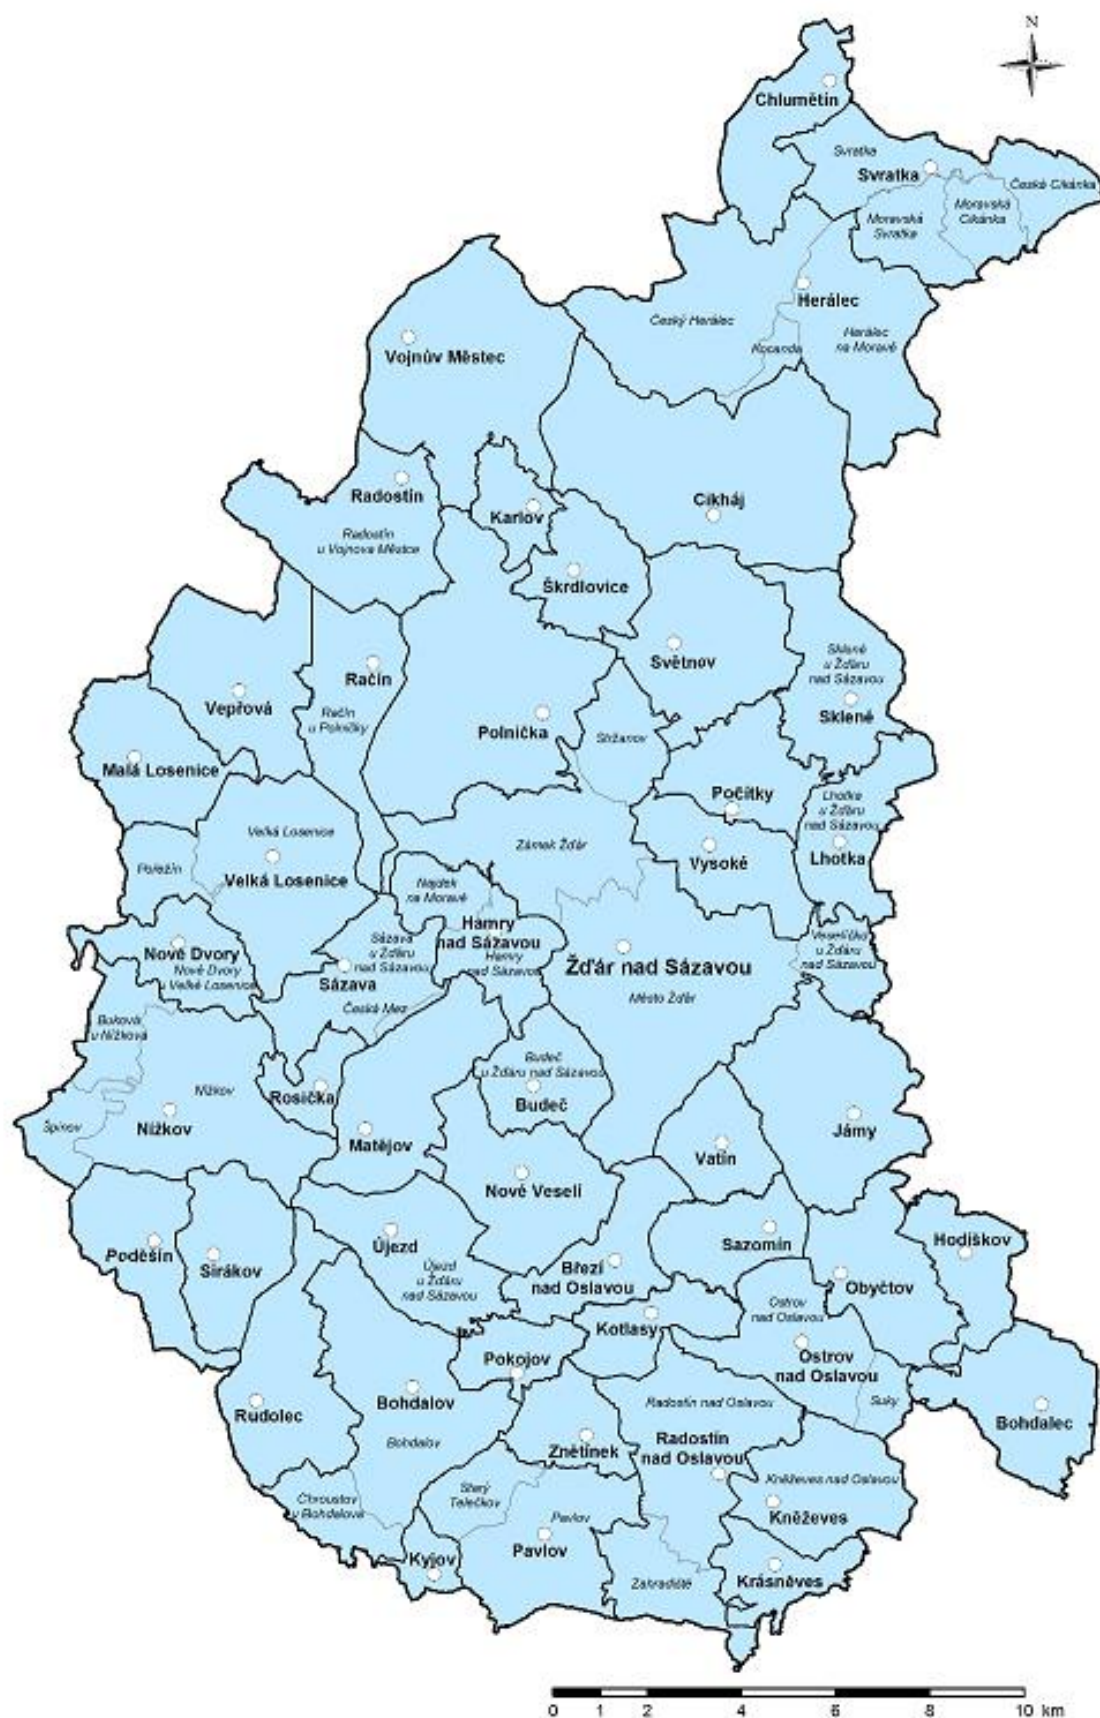 N
Chlumětín
Svratka
Svratka
Česká Cikánka
Moravská
Cikánka
Moravská
Svratka
Herálec
Český Herálec
Kocanda
Herálec
na Moravě
Vojnův Městec
Radostín
Radostín
u Vojnova Městce
Karlov
Cikháj
Škrdlovice
Světnov
Sklené
u Žďáru
nad Sázavou
Sklené
Račín
Račín
u Polničky
Vepřová
Polnička
Stržanov
Malá Losenice
Počítky
Lhotka
u Žďáru
nad Sázavou
Lhotka
Velká Losenice
Velká Losenice
Zámek Žďár
Vysoké
Pořežín
Najdek
na Moravě
Hamry
nad Sázavou
Hamry
nad Sázavou
Nové Dvory
Nové Dvory
u Velké Losenice
Sázava
u Žďáru
nad Sázavou
Sázava
Česká Mez
Žďár nad Sázavou
Město Žďár
Veselíčko
u Žďáru
nad Sázavou
Buková
u Nížkova
Nížkov
Nížkov
Špinov
Rosička
Matějov
Budeč
u Žďáru nad Sázavou
Budeč
Jámy
Vatín
Nové Veselí
Poděšín
Sirákov
Újezd
Újezd
u Žďáru
nad Sázavou
Březí
nad Oslavou
Sazomín
Hodíškov
Obyčtov
Ostrov
nad Oslavou
Kotlasy
Ostrov
nad Oslavou
Suky
Pokojov
Rudolec
Bohdalov
Bohdalov
Radostín nad Oslavou
Radostín
nad Oslavou
Bohdalec
Znětínek
Kněževes nad Oslavou
Kněževes
Chroustov
u Bohdalova
Starý
Telečkov
Pavlov
Pavlov
Kyjov
Zahradiště
Krásněves
0 1 2 4 6 8 10 km